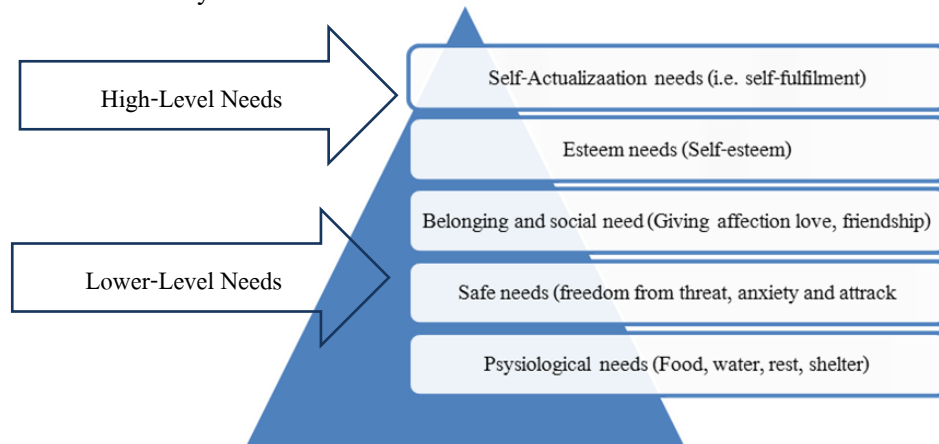 High-Level Needs
Self-Actualizaation needs (i.e. self-fulfilment)
Esteem needs (Self-esteem)
Belonging and social need (Giving affection love, friendship)
Lower-Level Needs
Safe needs (freedom from threat, anxiety and attrack
Psysiological needs (Food, water, rest, shelter)